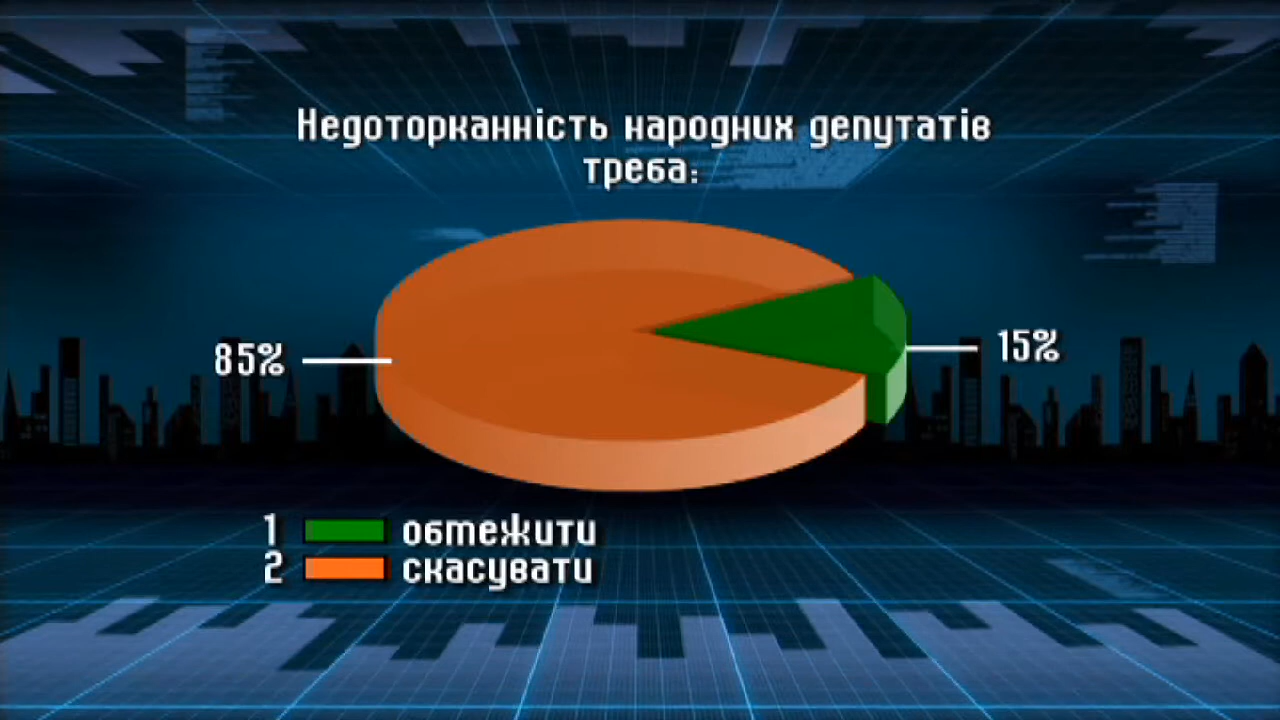 Недоторканність народних депутатів
треба:
85%
15%
1 обмежити
2 скасувати